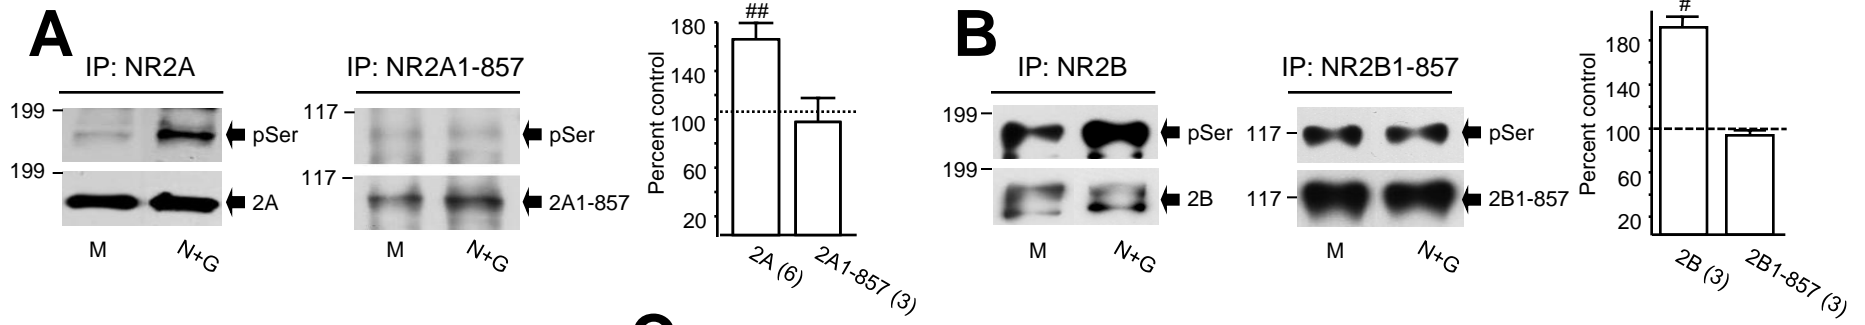 A
IP: NR2A
199
pSer
199
2A
M N+G
IP: NR2A1-857
117
pSer
117
2A1-857
M N+G
##
Percent control
180
140
100
60
20
2A (6)
2A1-857 (3)
B
IP: NR2B
199
pSer
199
2B
M N+G
IP: NR2B1-857
117
pSer
117
2B1-857
M N+G
#
Percent control
180
140
100
60
20
2B (3)
2B1-857 (3)